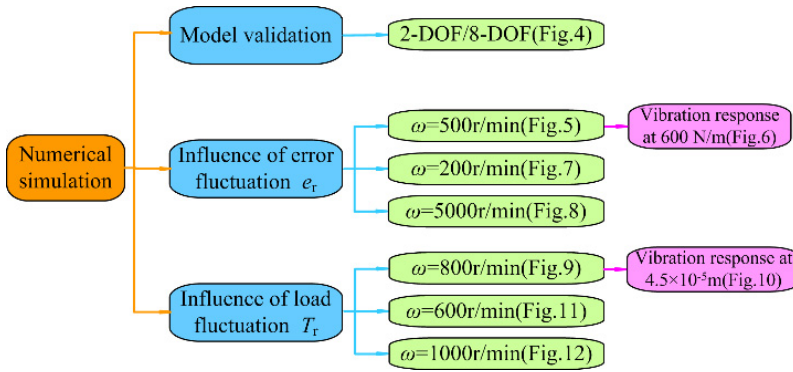 Numerical
simulation
Model validation
2-DOF/8-DOF(Fig.4)
Influence of error
fluctuation eᵣ
ω=500r/min(Fig.5)
Vibration response
at 600 N/m(Fig.6)
ω=200r/min(Fig.7)
ω=5000r/min(Fig.8)
Influence of load
fluctuation Tᵣ
ω=800r/min(Fig.9)
Vibration response at
4.5×10⁻⁵m(Fig.10)
ω=600r/min(Fig.11)
ω=1000r/min(Fig.12)